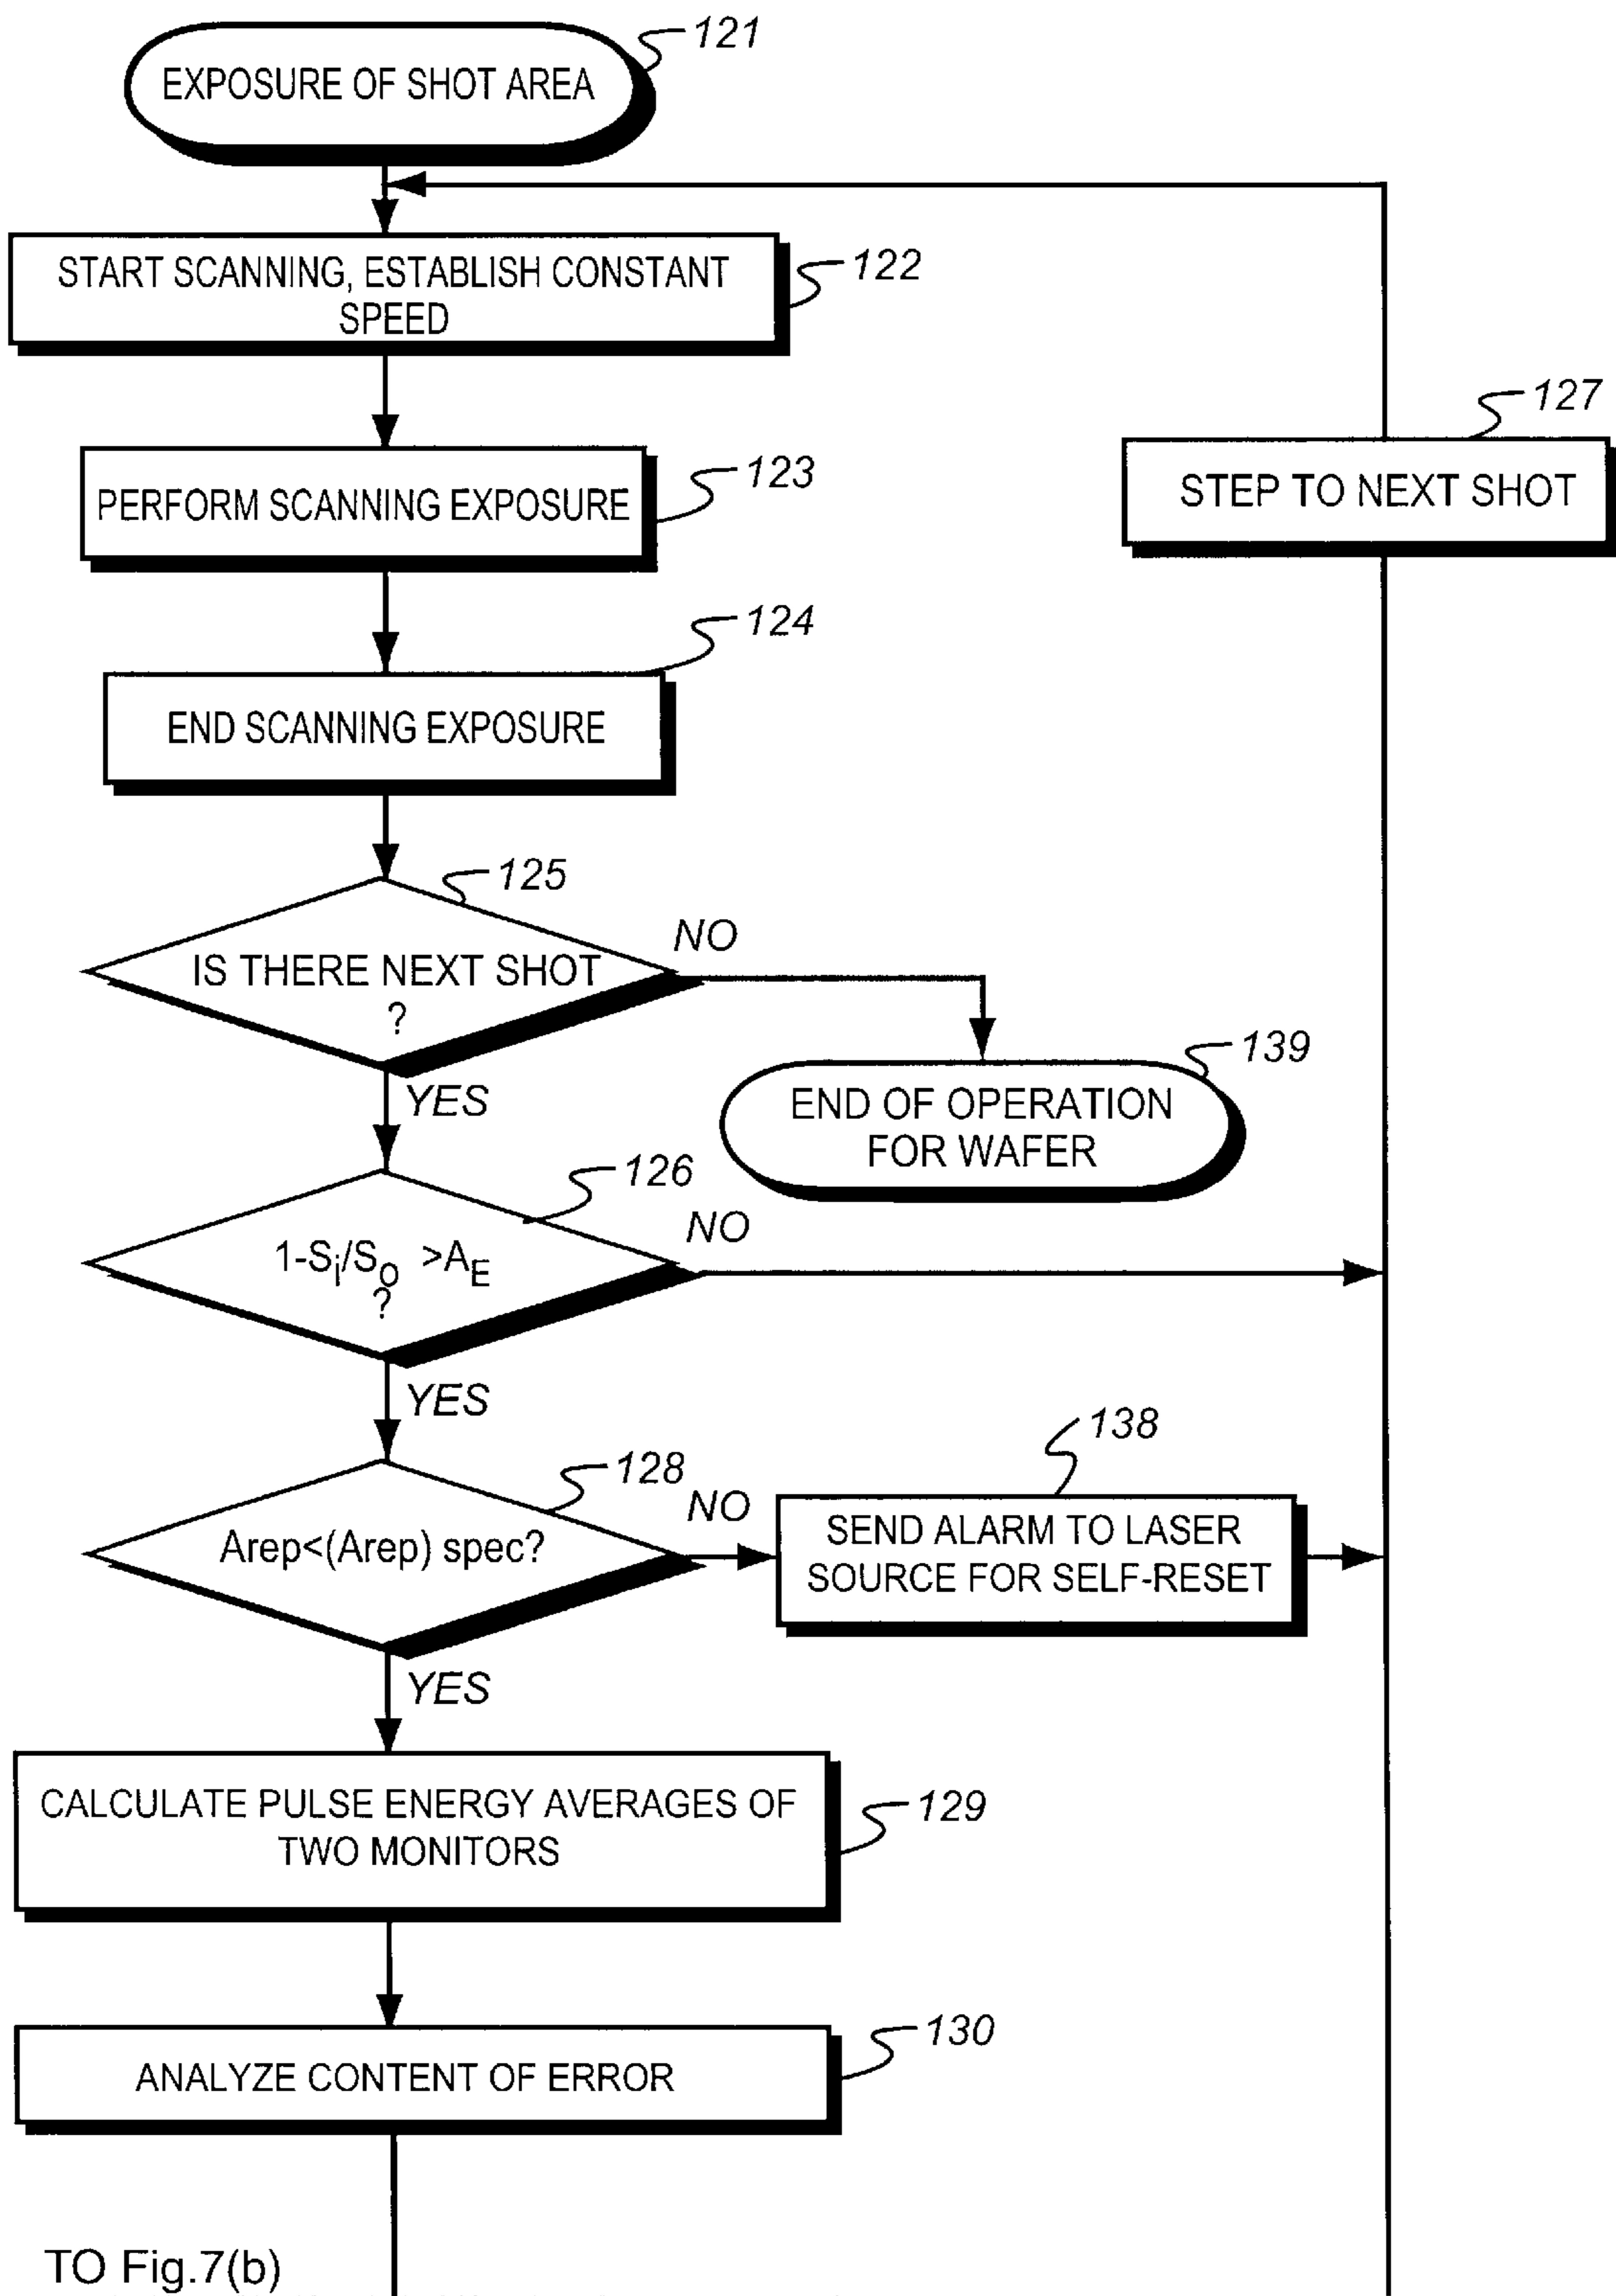 121
EXPOSURE OF SHOT AREA
START SCANNING, ESTABLISH CONSTANT
SPEED
122
127
STEP TO NEXT SHOT
PERFORM SCANNING EXPOSURE
123
124
END SCANNING EXPOSURE
125
IS THERE NEXT SHOT
?
NO
YES
139
END OF OPERATION
FOR WAFER
126
1-Si/So >AE
?
NO
YES
128
Arep<(Arep) spec?
NO
138
SEND ALARM TO LASER
SOURCE FOR SELF-RESET
YES
CALCULATE PULSE ENERGY AVERAGES OF
TWO MONITORS
129
130
ANALYZE CONTENT OF ERROR
TO Fig.7(b)